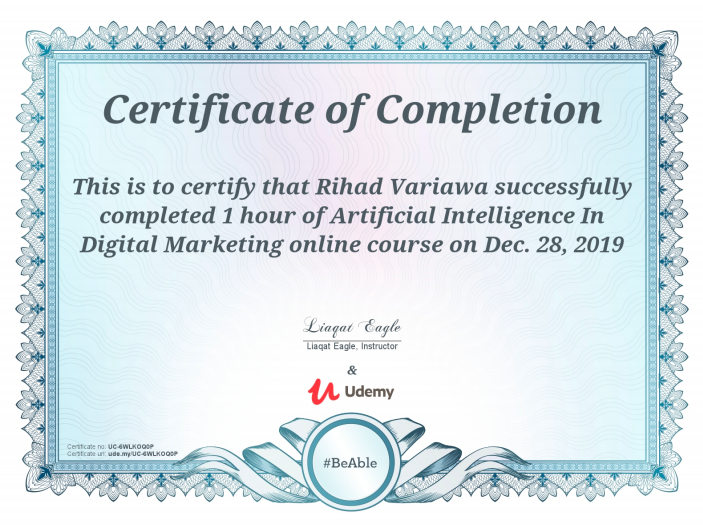 Certificate of Completion
This is to certify that Rihad Variawa successfully
completed 1 hour of Artificial Intelligence In
Digital Marketing online course on Dec. 28, 2019
Liaqat Eagle
Liaqat Eagle, Instructor
&
Udemy
Certificate no: UC-6WLKOQ0P
Certificate url: ude.my/UC-6WLKOQ0P
#BeAble